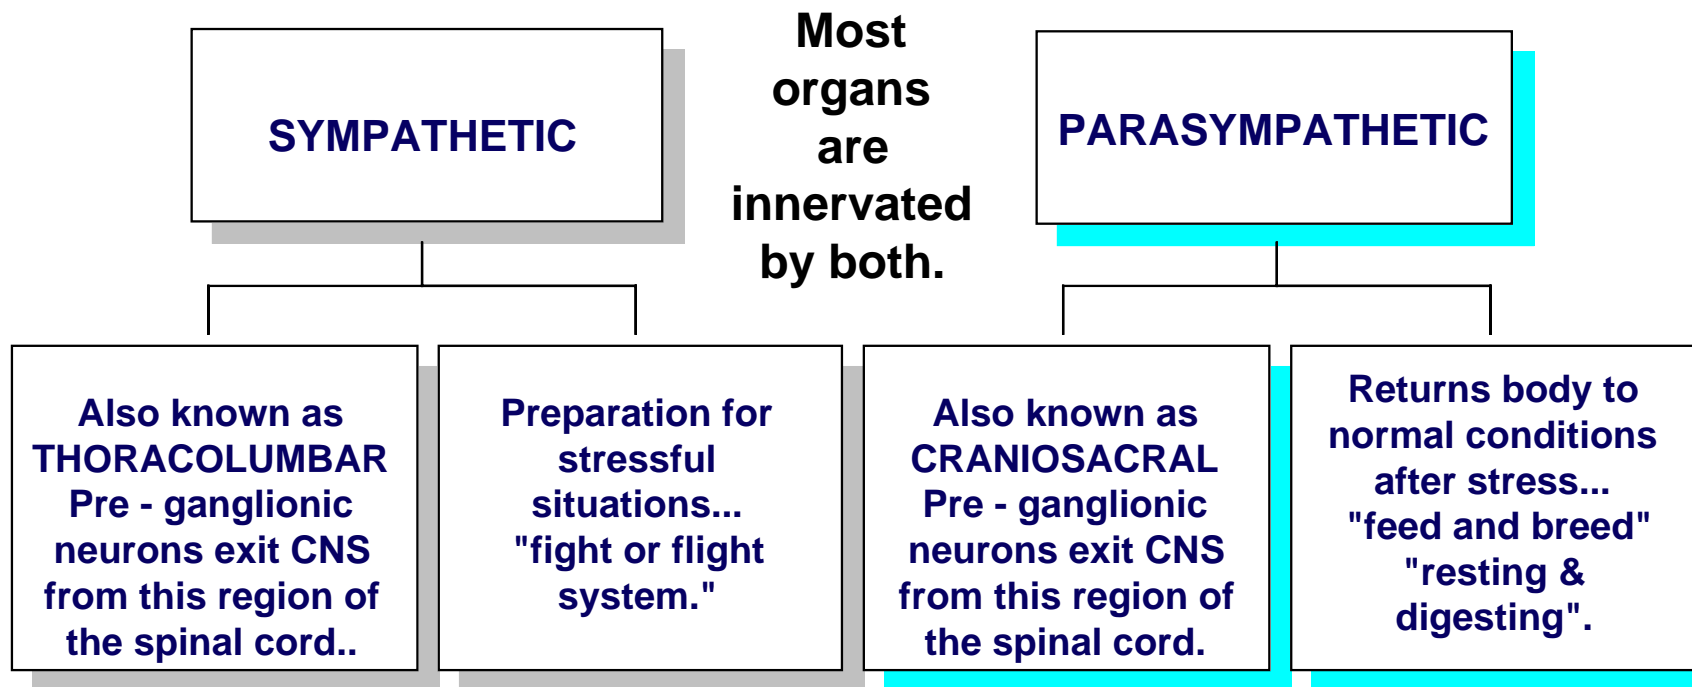 SYMPATHETIC
Most
organs
are
innervated
by both.
PARASYMPATHETIC
Also known as
THORACOLUMBAR
Pre - ganglionic
neurons exit CNS
from this region of
the spinal cord..
Preparation for
stressful
situations...
"fight or flight
system."
Also known as
CRANIOSACRAL
Pre - ganglionic
neurons exit CNS
from this region of
the spinal cord.
Returns body to
normal conditions
after stress...
"feed and breed"
"resting &
digesting".